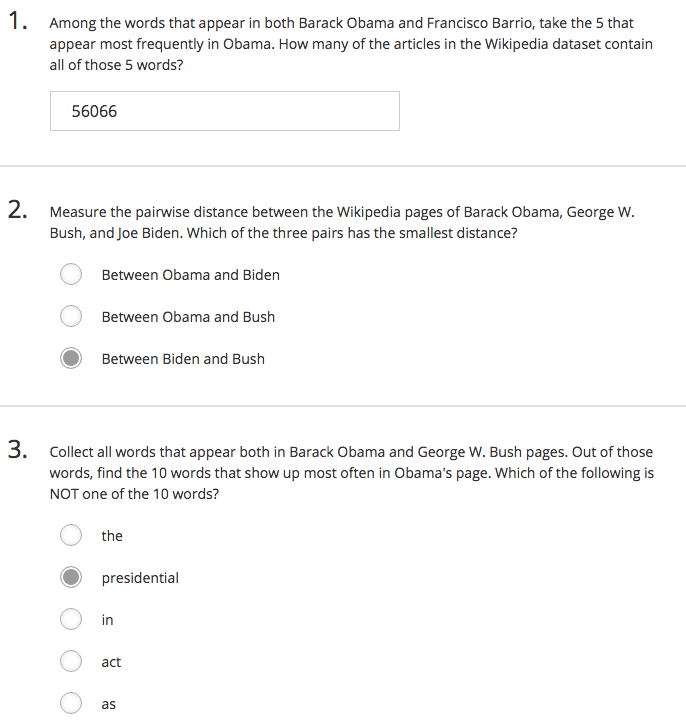 1. Among the words that appear in both Barack Obama and Francisco Barrio, take the 5 that
appear most frequently in Obama. How many of the articles in the Wikipedia dataset contain
all of those 5 words?
56066
2. Measure the pairwise distance between the Wikipedia pages of Barack Obama, George W.
Bush, and Joe Biden. Which of the three pairs has the smallest distance?
Between Obama and Biden
Between Obama and Bush
Between Biden and Bush
3. Collect all words that appear both in Barack Obama and George W. Bush pages. Out of those
words, find the 10 words that show up most often in Obama's page. Which of the following is
NOT one of the 10 words?
the
presidential
in
act
as